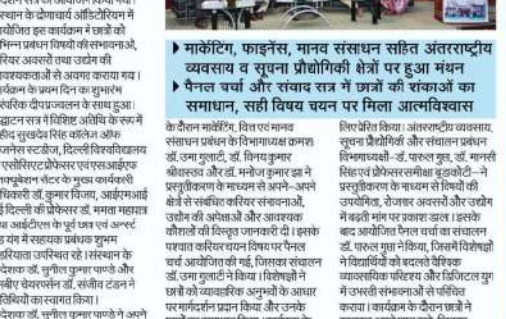 स्थान के द्रोणाचार्य ऑडिटोरियम में
योजित इस कार्यक्रम में छात्रों को
भिन्न प्रबंधन विषयों की संभावनाओं,
रियर अवसरों तथा उद्योग की
वश्यकताओं से अवगत कराया गया।
र्यक्रम के प्रथम दिन का शुभारंभ
रंपरिक दीप प्रज्वलन के साथ हुआ।
द्घाटन सत्र में विशिष्ट अतिथि के रूप में
हीद सुखदेव सिंह कॉलेज ऑफ
जनेस स्टडीज, दिल्ली विश्वविद्यालय
एसोसिएट प्रोफेसर एवं एसआईएफ
क्यूबेशन सेंटर के मुख्य कार्यकारी
धिकारी डॉ. कुमार विजय, आईएमआई
ई दिल्ली की प्रोफेसर डॉ. ममता महापात्र
था आईटीएस के पूर्व छात्र एवं अर्न्स्ट
ड यंग में सहायक प्रबंधक शुभम
उपस्थित रहे। संस्थान के
देशक डॉ. सुनील कुमार पाण्डे और
मबीए चेयरपर्सन डॉ. संजीव टंडन ने
तिथियों का स्वागत किया।
देशक डॉ. सुनील कुमार पाण्डे ने अपने
मार्केटिंग, फाइनेंस, मानव संसाधन सहित अंतरराष्ट्रीय
व्यवसाय व सूचना प्रौद्योगिकी क्षेत्रों पर हुआ मंथन
पैनल चर्चा और संवाद सत्र में छात्रों की शंकाओं का
समाधान, सही विषय चयन पर मिला आत्मविश्वास
के दौरान मार्केटिंग, वित्त एवं मानव
संसाधन प्रबंधन के विभागाध्यक्ष क्रमशः
डॉ. उमा गुलाटी, डॉ. विनय कुमार
श्रीवास्तव और डॉ. मनोज कुमार झा ने
प्रस्तुतीकरण के माध्यम से अपने-अपने
क्षेत्रों से संबंधित करियर संभावनाओं,
उद्योग की अपेक्षाओं और आवश्यक
कौशलों की विस्तृत जानकारी दी। इसके
पश्चात करियर चयन विषय पर पैनल
चर्चा आयोजित की गई, जिसका संचालन
डॉ. उमा गुलाटी ने किया। विशेषज्ञों ने
छात्रों को व्यावहारिक अनुभवों के आधार
पर मार्गदर्शन प्रदान किया और उनके
लिए प्रेरित किया। अंतरराष्ट्रीय व्यवसाय,
सूचना प्रौद्योगिकी और संचालन प्रबंधन
विभागाध्यक्षों-डॉ. पारुल गुप्ता, डॉ. मानसी
सिंह एवं प्रोफेसर समीक्षा बुडाकोटी-ने
प्रस्तुतीकरण के माध्यम से विषयों की
उपयोगिता, रोजगार अवसरों और उद्योग
में बढ़ती मांग पर प्रकाश डाला। इसके
बाद आयोजित पैनल चर्चा का संचालन
डॉ. पारुल गुप्ता ने किया, जिसमें विशेषज्ञों
ने विद्यार्थियों को बदलते वैश्विक
व्यावसायिक परिदृश्य और डिजिटल युग
में उभरती संभावनाओं से परिचित
कराया। कार्यक्रम के दौरान छात्रों ने